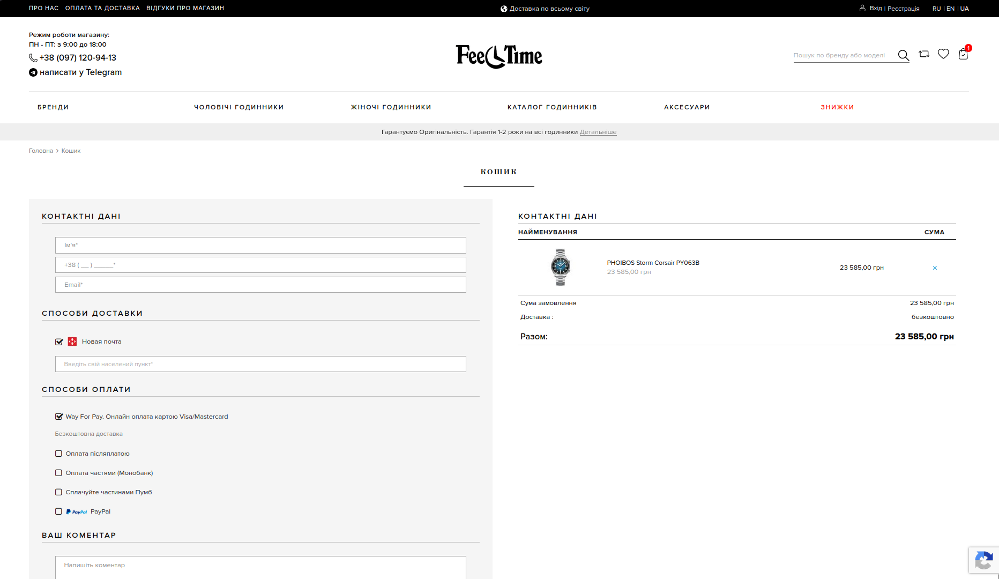 ПРО НАС ОПЛАТА ТА ДОСТАВКА ВІДГУКИ ПРО МАГАЗИН
Доставка по всьому світу
Вхід | Реєстрація RU | EN | UA
Режим роботи магазину:
ПН - ПТ: з 9:00 до 18:00
+38 (097) 120-94-13
написати у Telegram
Feel Time
Пошук по бренду або моделі
1
БРЕНДИ ЧОЛОВІЧІ ГОДИННИКИ ЖІНОЧІ ГОДИННИКИ КАТАЛОГ ГОДИННИКІВ АКСЕСУАРИ ЗНИЖКИ
Гарантуємо Оригінальність. Гарантія 1-2 роки на всі годинники Детальніше
Головна > Кошик
КОШИК
КОНТАКТНІ ДАНІ
Ім'я*
+38 ( __ ) _____*
Email*
СПОСОБИ ДОСТАВКИ
Новая почта
Введіть свій населений пункт*
СПОСОБИ ОПЛАТИ
Way For Pay. Онлайн оплата картою Visa/Mastercard
Безкоштовна доставка
Оплата післяплатою
Оплата частями (Монобанк)
Сплачуйте частинами Пумб
PayPal PayPal
ВАШ КОМЕНТАР
Напишіть коментар
КОНТАКТНІ ДАНІ
НАЙМЕНУВАННЯ СУМА
PHOIBOS Storm Corsair PY063B
23 585,00 грн
23 585,00 грн
Сума замовлення 23 585,00 грн
Доставка : безкоштовно
Разом: 23 585,00 грн